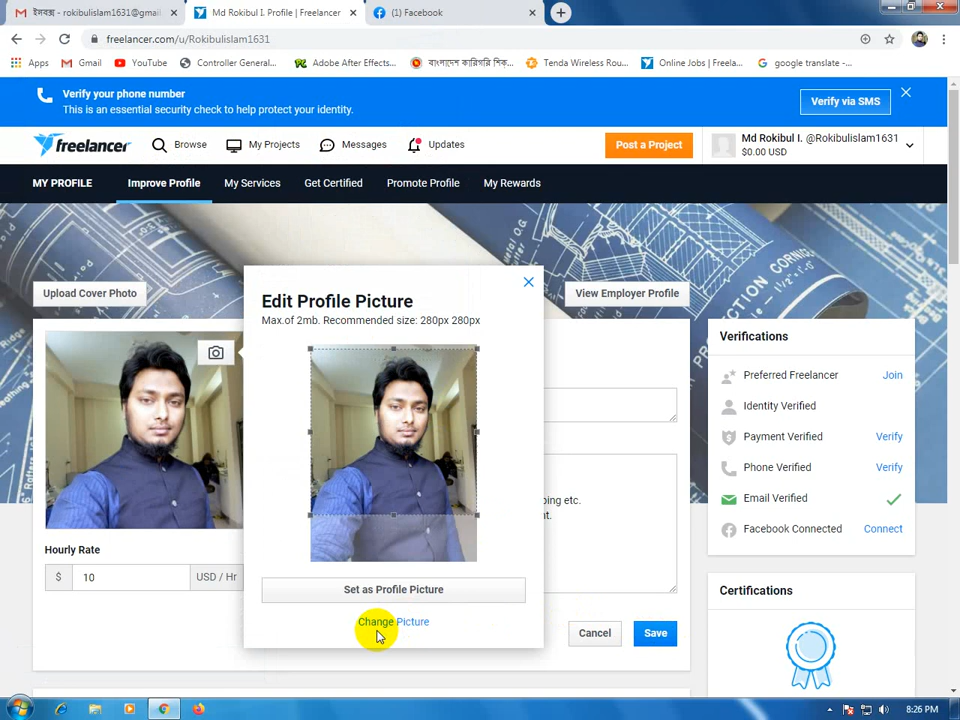 ইনবক্স - rokibulislam1631@gmai
Md Rokibul I. Profile | Freelancer
(1) Facebook
freelancer.com/u/Rokibulislam1631
Apps
Gmail
YouTube
Controller General...
Adobe After Effects...
বাংলাদেশ কারিগরি শিক...
Tenda Wireless Rou...
Online Jobs | Freela...
google translate -...
Verify your phone number
This is an essential security check to help protect your identity.
Verify via SMS
freelancer
Browse
My Projects
Messages
Updates
Post a Project
Md Rokibul I. @Rokibulislam1631
$0.00 USD
MY PROFILE
Improve Profile
My Services
Get Certified
Promote Profile
My Rewards
Upload Cover Photo
View Employer Profile
Edit Profile Picture
Max.of 2mb. Recommended size: 280px 280px
Set as Profile Picture
Change Picture
Hourly Rate
$
10
USD / Hr
ping etc.
nt.
Cancel
Save
Verifications
Preferred Freelancer
Join
Identity Verified
Payment Verified
Verify
Phone Verified
Verify
Email Verified
Facebook Connected
Connect
Certifications
8:26 PM